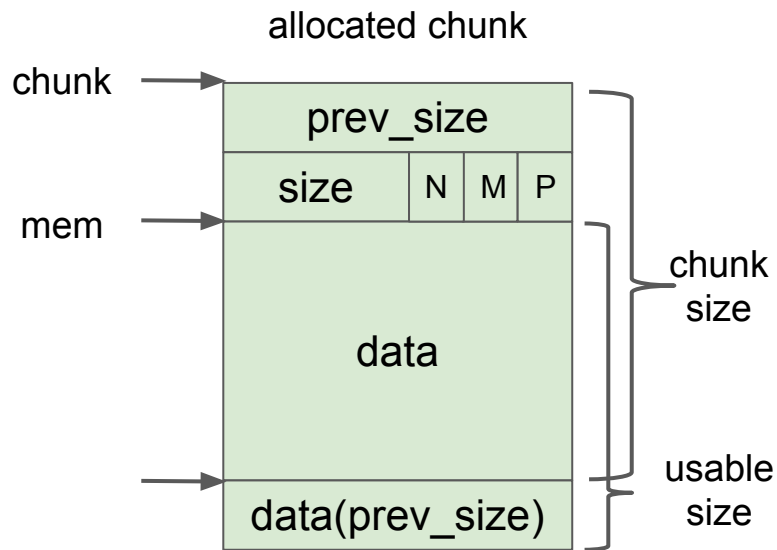 allocated chunk
chunk
prev_size
size N M P
mem
chunk
size
data
usable
size
data(prev_size)